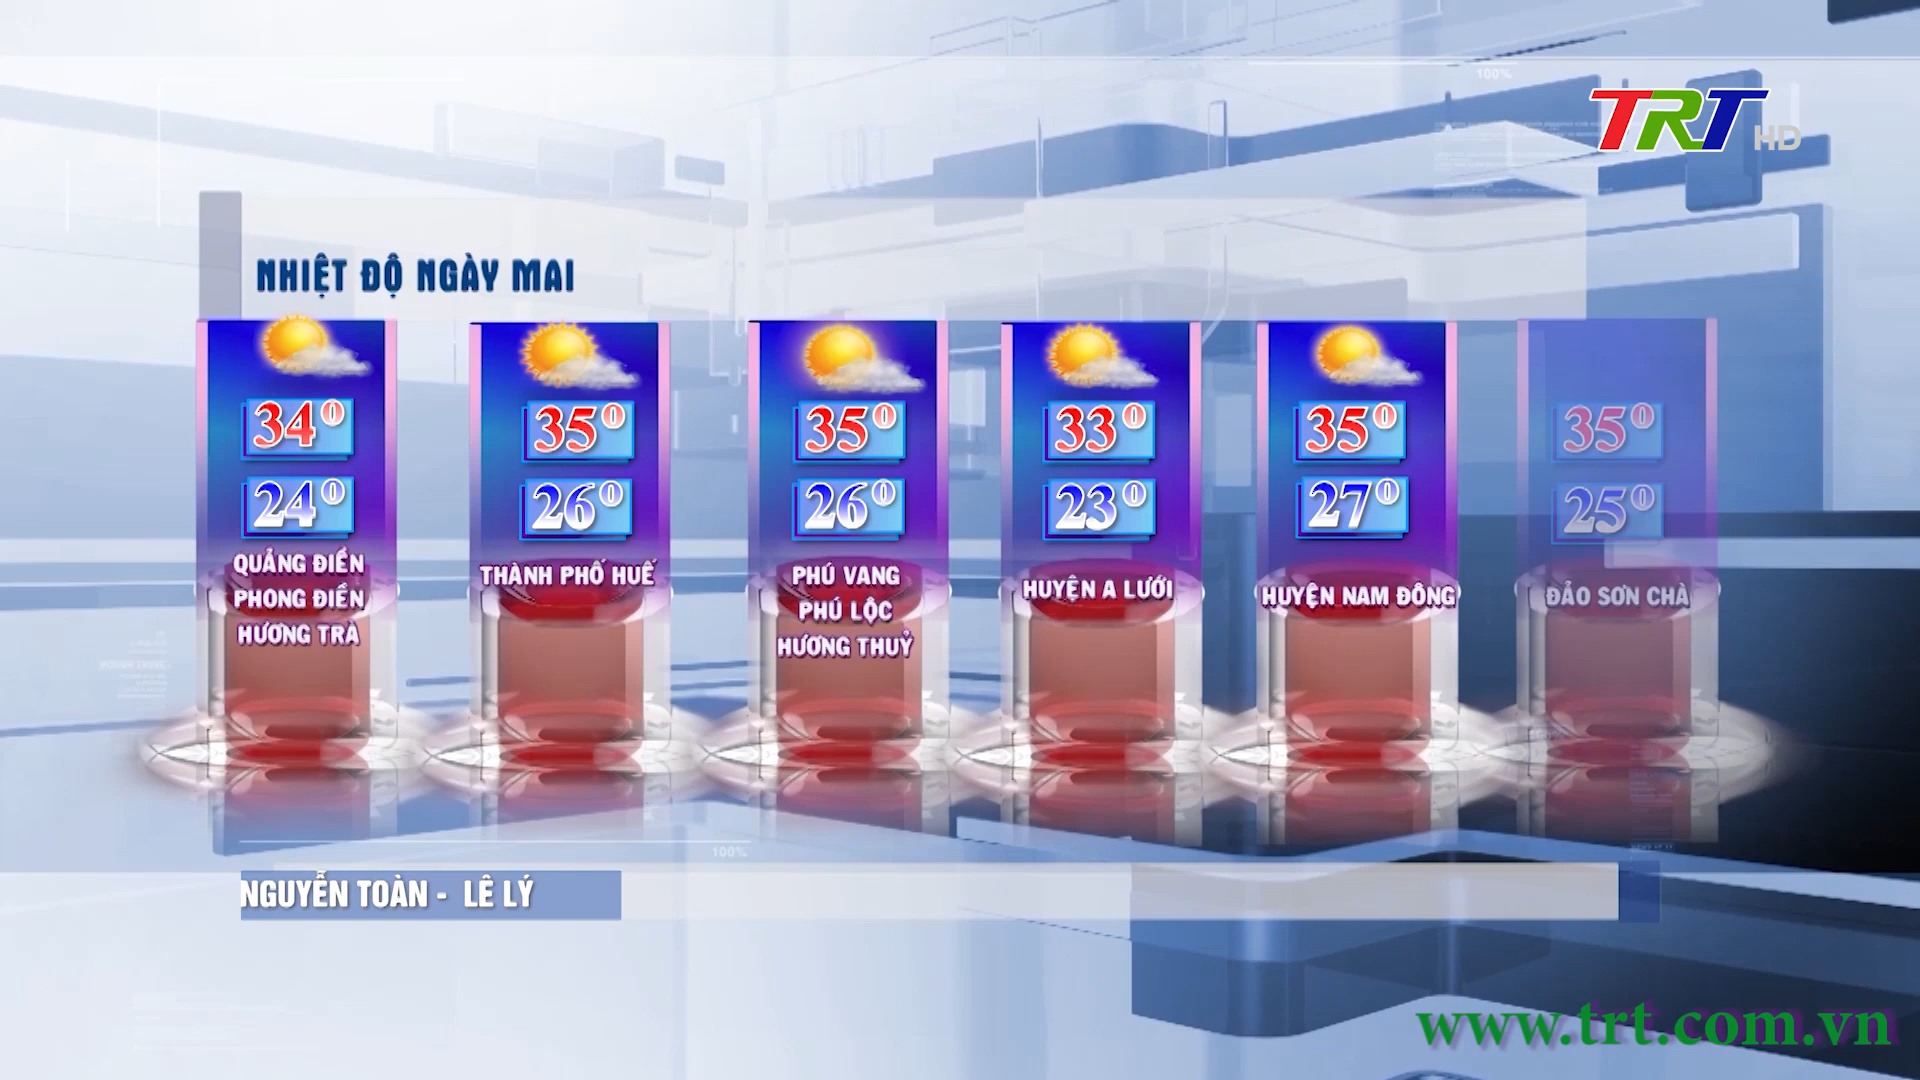 TRT HD
100%
NHIỆT ĐỘ NGÀY MAI
34⁰
24⁰
QUẢNG ĐIỀN
PHONG ĐIỀN
HƯƠNG TRÀ
35⁰
26⁰
THÀNH PHỐ HUẾ
35⁰
26⁰
PHÚ VANG
PHÚ LỘC
HƯƠNG THUỶ
33⁰
23⁰
HUYỆN A LƯỚI
35⁰
27⁰
HUYỆN NAM ĐÔNG
35⁰
25⁰
ĐẢO SƠN CHÀ
100%
NGUYỄN TOÀN - LÊ LÝ
www.trt.com.vn